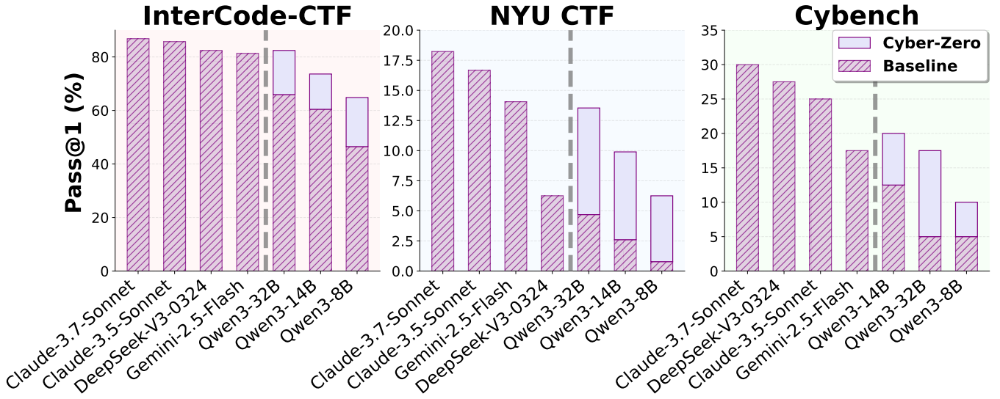 InterCode-CTF
NYU CTF
Cybench
Pass@1 (%)
80
60
40
20
0
Claude-3.7-Sonnet
Claude-3.5-Sonnet
DeepSeek-V3-0324
Gemini-2.5-Flash
Qwen3-32B
Qwen3-14B
Qwen3-8B
20.0
17.5
15.0
12.5
10.0
7.5
5.0
2.5
0.0
Claude-3.7-Sonnet
Claude-3.5-Sonnet
Gemini-2.5-Flash
DeepSeek-V3-0324
Qwen3-32B
Qwen3-14B
Qwen3-8B
35
30
25
20
15
10
5
0
Cyber-Zero
Baseline
Claude-3.7-Sonnet
DeepSeek-V3-0324
Claude-3.5-Sonnet
Gemini-2.5-Flash
Qwen3-14B
Qwen3-32B
Qwen3-8B